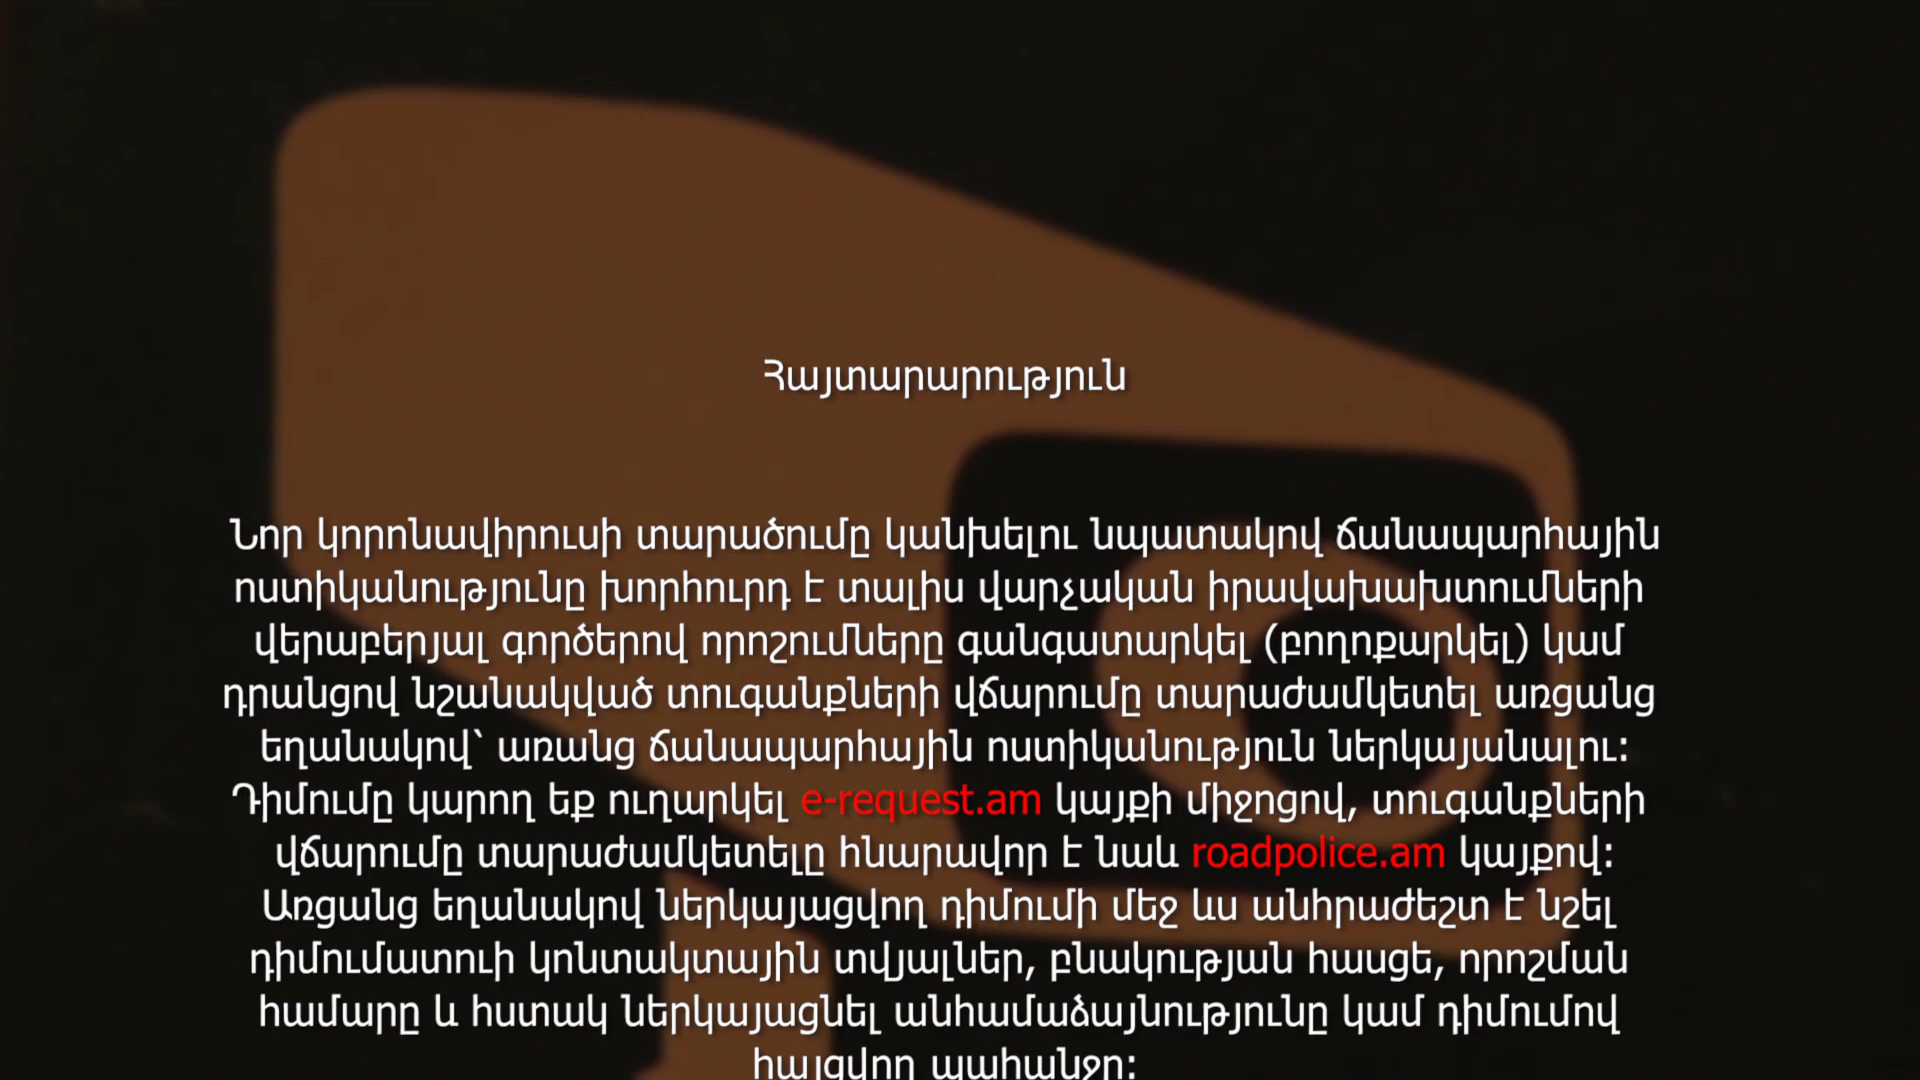 Հայտարարություն
Նոր կորոնավիրուսի տարածումը կանխելու նպատակով ճանապարհային
ոստիկանությունը խորհուրդ է տալիս վարչական իրավախախտումների
վերաբերյալ գործերով որոշումները գանգատարկել (բողոքարկել) կամ
դրանցով նշանակված տուգանքների վճարումը տարաժամկետել առցանց
եղանակով՝ առանց ճանապարհային ոստիկանություն ներկայանալու:
Դիմումը կարող եք ուղարկել e-request.am կայքի միջոցով, տուգանքների
վճարումը տարաժամկետելը հնարավոր է նաև roadpolice.am կայքով:
Առցանց եղանակով ներկայացվող դիմումի մեջ ևս անհրաժեշտ է նշել
դիմումատուի կոնտակտային տվյալներ, բնակության հասցե, որոշման
համարը և հստակ ներկայացնել անհամաձայնությունը կամ դիմումով
հայցվող պահանջը: